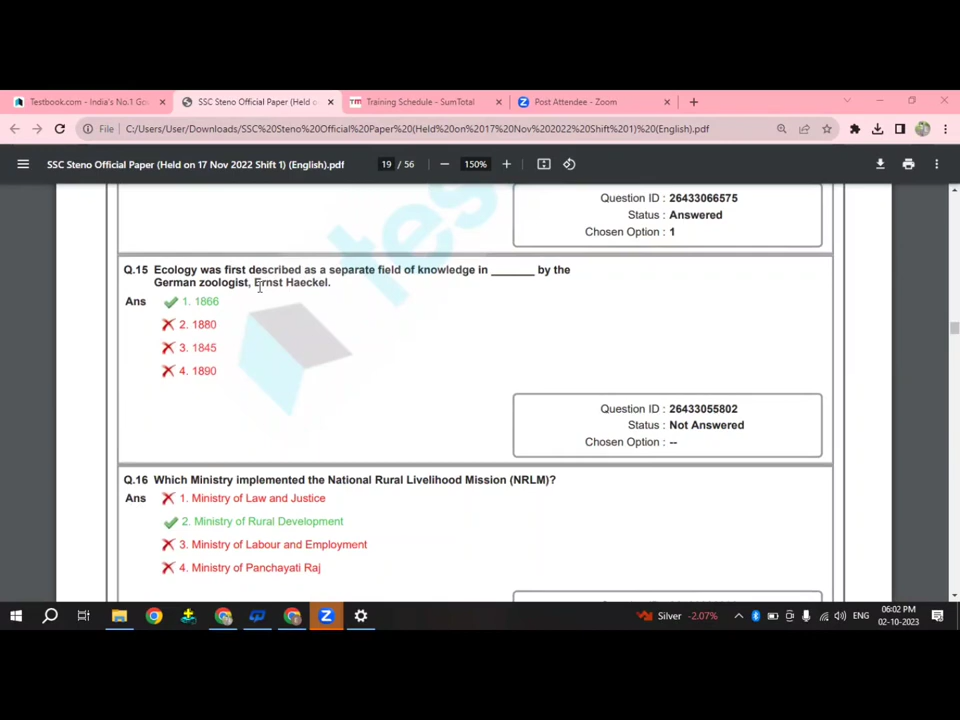 Testbook.com - India's No.1 Go
SSC Steno Official Paper (Held o
Training Schedule - SumTotal
Post Attendee - Zoom
File
C:/Users/User/Downloads/SSC%20Steno%20Official%20Paper%20(Held%20on%2017%20Nov%202022%20Shift%201)%20(English).pdf
SSC Steno Official Paper (Held on 17 Nov 2022 Shift 1) (English).pdf
19 / 56
150%
tes
Question ID : 26433066575
Status : Answered
Chosen Option : 1
Q.15 Ecology was first described as a separate field of knowledge in _______ by the
German zoologist, Ernst Haeckel.
Ans 1. 1866
2. 1880
3. 1845
4. 1890
Question ID : 26433055802
Status : Not Answered
Chosen Option : --
Q.16 Which Ministry implemented the National Rural Livelihood Mission (NRLM)?
Ans 1. Ministry of Law and Justice
2. Ministry of Rural Development
3. Ministry of Labour and Employment
4. Ministry of Panchayati Raj
Silver -2.07%
ENG
06:02 PM
02-10-2023